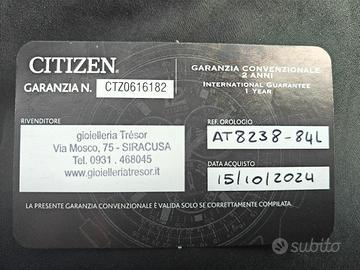 CITIZEN®
GARANZIA N. CTZ0616182
GARANZIA CONVENZIONALE
2 ANNI
INTERNATIONAL GUARANTEE
1 YEAR
RIVENDITORE
gioielleria Trésor
Via Mosco, 75 - SIRACUSA
Tel. 0931 . 468045
www.gioielleriatresor.it
REF. OROLOGIO
AT8238-84L
DATA ACQUISTO
15/10/2024
LA PRESENTE GARANZIA CONVENZIONALE È VALIDA SOLO SE CORRETTAMENTE COMPILATA.
subito